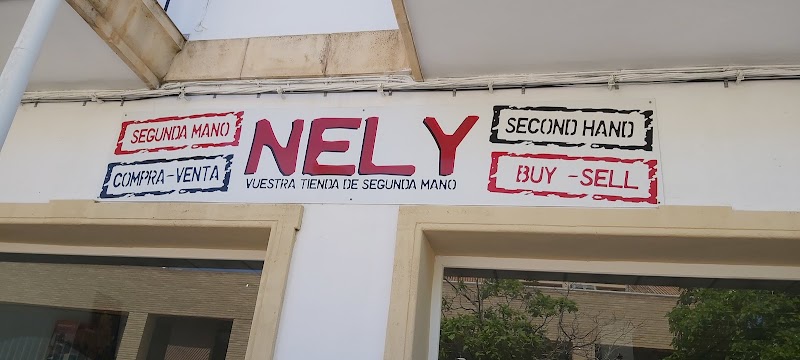 SEGUNDA MANO
COMPRA-VENTA
NELY
VUESTRA TIENDA DE SEGUNDA MANO
SECOND HAND
BUY -SELL